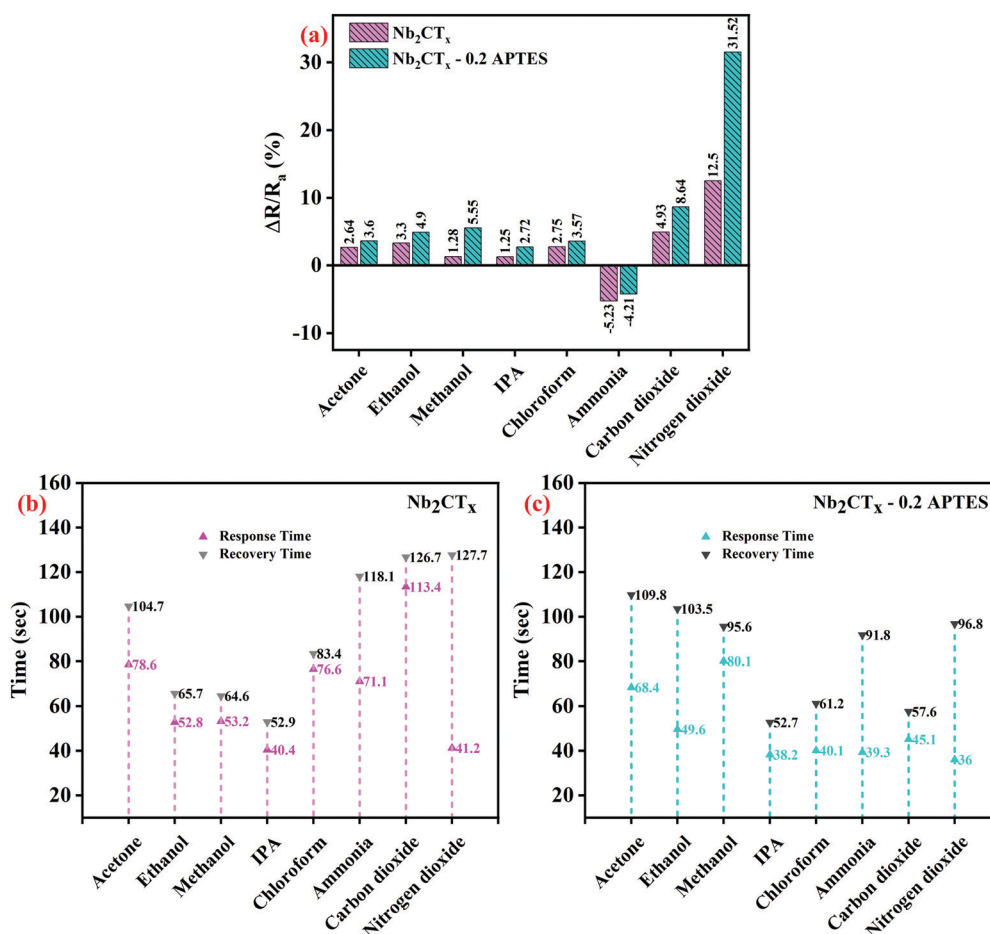 (a)
Nb₂CTₓ
Nb₂CTₓ - 0.2 APTES
ΔR/Rₐ (%)
30
20
10
0
-10
2.64
3.6
3.3
4.9
1.28
5.55
1.25
2.72
2.75
3.57
-5.23
-4.21
4.93
8.64
12.5
31.52
Acetone
Ethanol
Methanol
IPA
Chloroform
Ammonia
Carbon dioxide
Nitrogen dioxide
(b)
Nb₂CTₓ
Response Time
Recovery Time
Time (sec)
160
140
120
100
80
60
40
20
104.7
78.6
65.7
52.8
64.6
53.2
52.9
40.4
83.4
76.6
118.1
71.1
126.7
113.4
127.7
41.2
Acetone
Ethanol
Methanol
IPA
Chloroform
Ammonia
Carbon dioxide
Nitrogen dioxide
(c)
Nb₂CTₓ - 0.2 APTES
Response Time
Recovery Time
Time (sec)
160
140
120
100
80
60
40
20
109.8
68.4
103.5
49.6
95.6
80.1
52.7
38.2
61.2
40.1
91.8
39.3
57.6
45.1
96.8
36
Acetone
Ethanol
Methanol
IPA
Chloroform
Ammonia
Carbon dioxide
Nitrogen dioxide